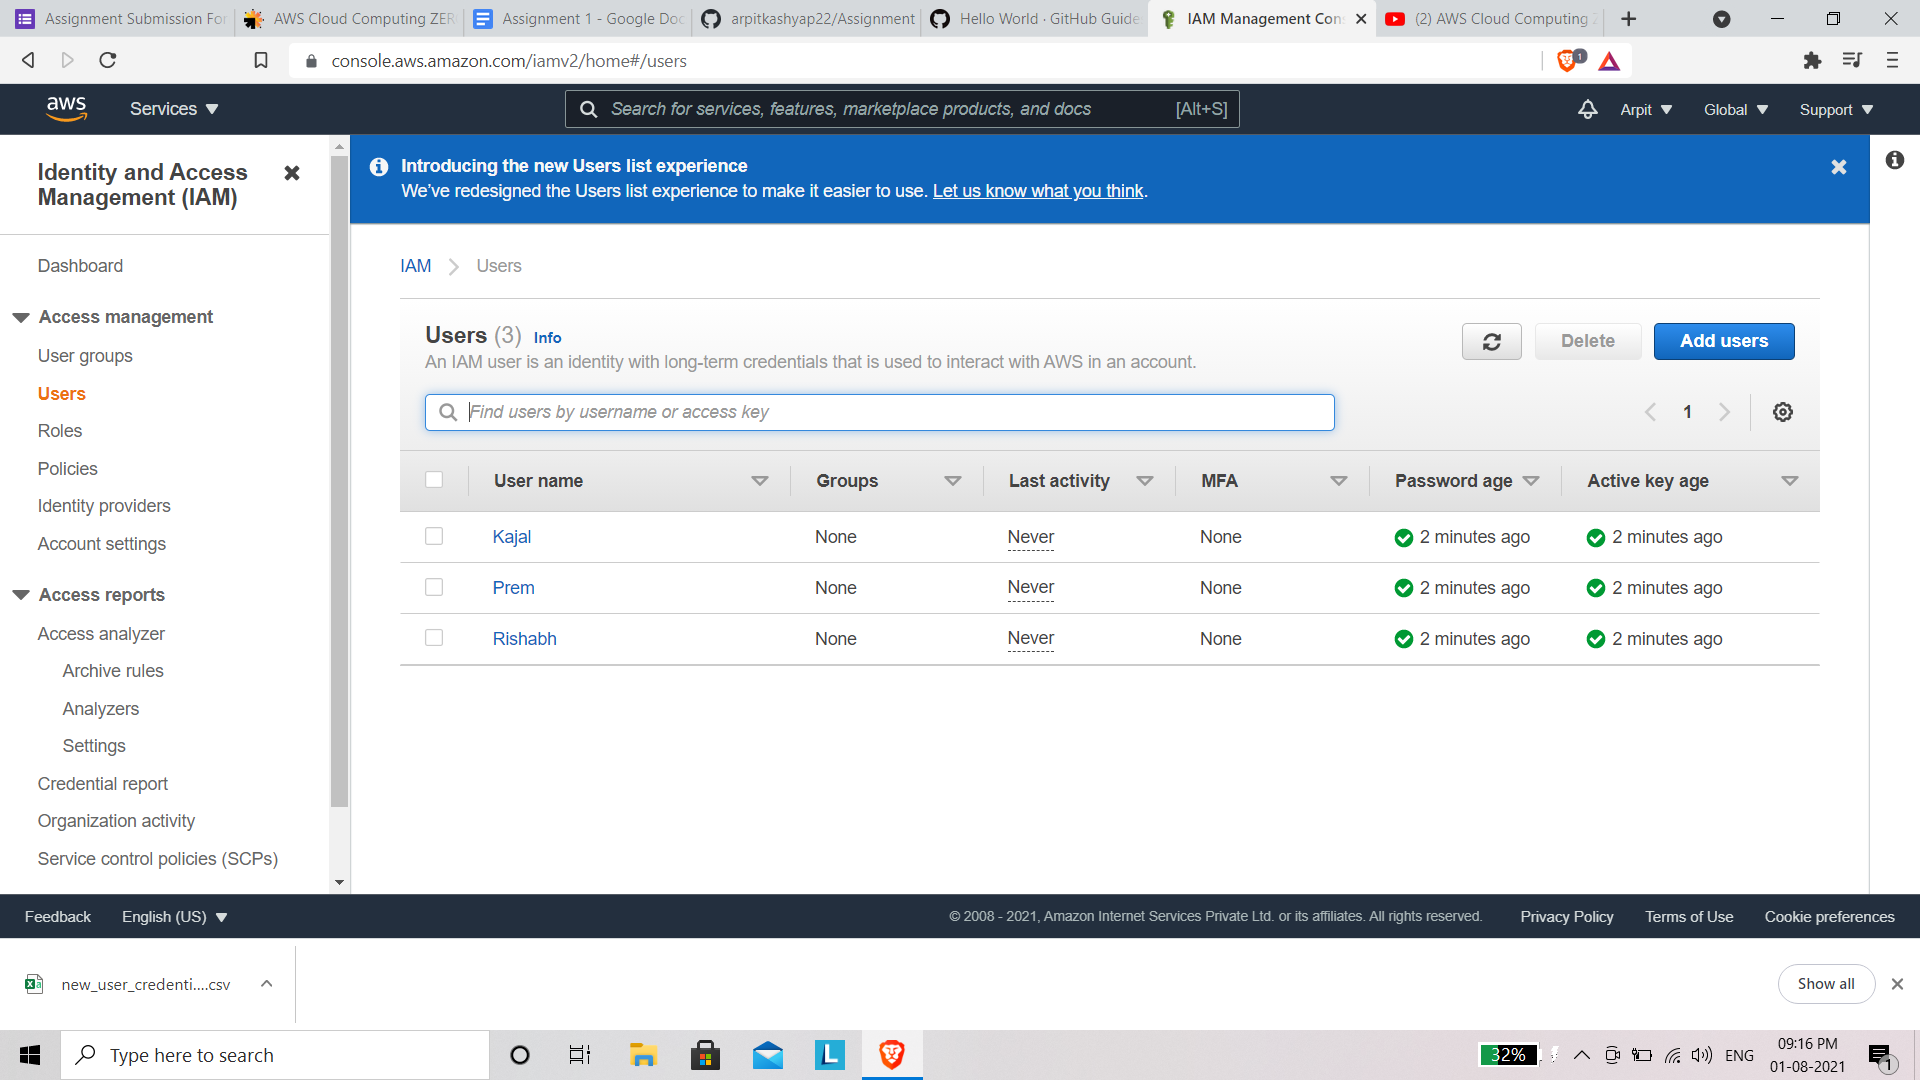 Assignment Submission For
AWS Cloud Computing ZER
Assignment 1 - Google Doc
arpitkashyap22/Assignment
Hello World · GitHub Guide
IAM Management Con
(2) AWS Cloud Computing Z
console.aws.amazon.com/iamv2/home#/users
1
aws
Services
Search for services, features, marketplace products, and docs
[Alt+S]
Arpit
Global
Support
Identity and Access
Management (IAM)
Dashboard
Access management
User groups
Users
Roles
Policies
Identity providers
Account settings
Access reports
Access analyzer
Archive rules
Analyzers
Settings
Credential report
Organization activity
Service control policies (SCPs)
Introducing the new Users list experience
We've redesigned the Users list experience to make it easier to use. Let us know what you think.
IAM > Users
Users (3) Info
An IAM user is an identity with long-term credentials that is used to interact with AWS in an account.
Delete
Add users
Find users by username or access key
1
User name Groups Last activity MFA Password age Active key age
Kajal None Never None 2 minutes ago 2 minutes ago
Prem None Never None 2 minutes ago 2 minutes ago
Rishabh None Never None 2 minutes ago 2 minutes ago
Feedback
English (US)
© 2008 - 2021, Amazon Internet Services Private Ltd. or its affiliates. All rights reserved.
Privacy Policy
Terms of Use
Cookie preferences
new_user_credenti....csv
Show all
Type here to search
L
32%
ENG
09:16 PM
01-08-2021
1